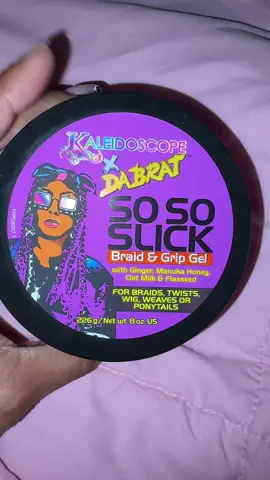 KALEIDOSCOPE
X DA BRAT
SO SO
SLICK
Braid & Grip Gel
with Ginger, Manuka Honey,
Oat Milk & Flaxseed
FOR BRAIDS, TWISTS,
WIG, WEAVES OR
PONYTAILS
226g/Net wt. 8 oz. US